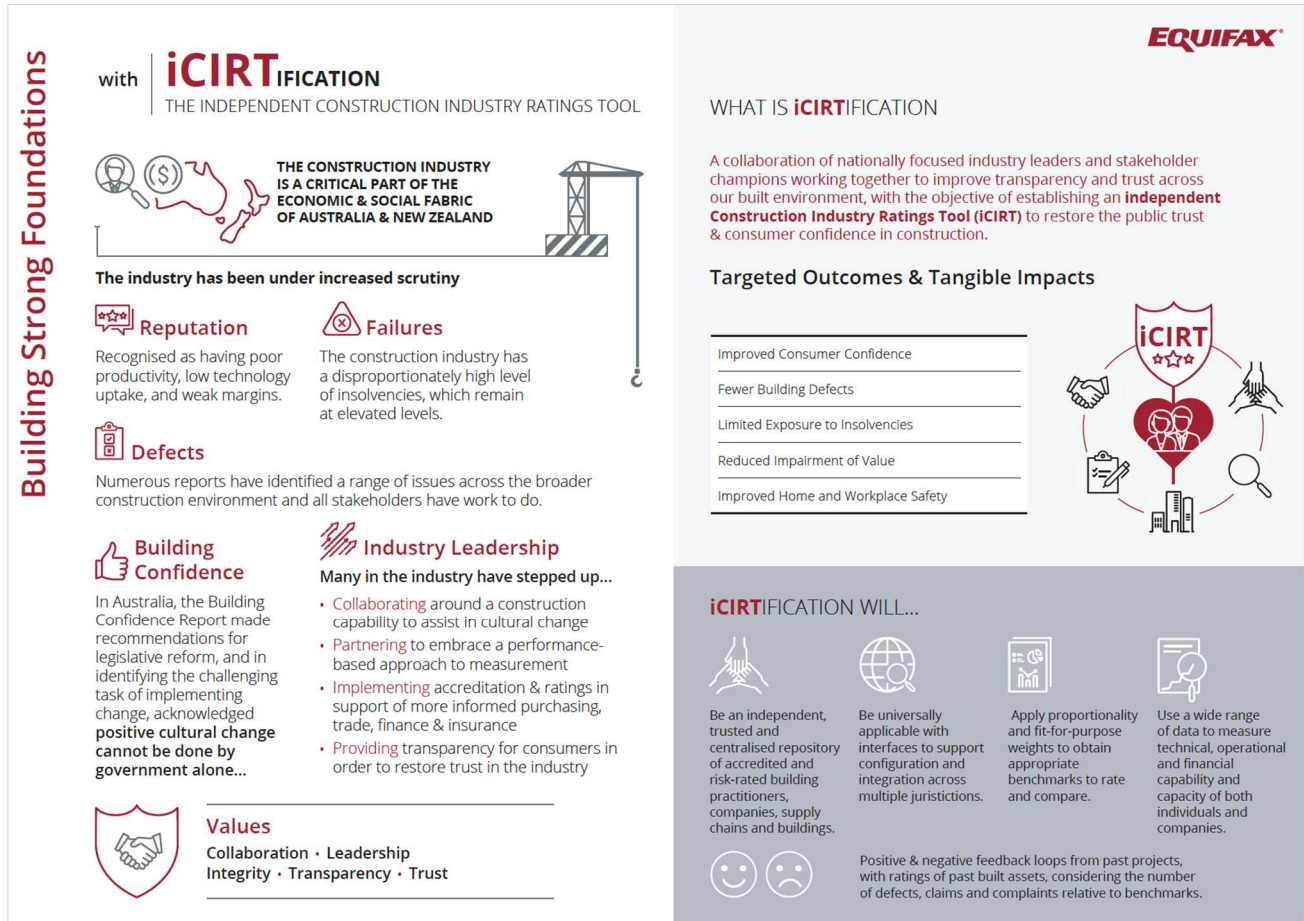 Building Strong Foundations
with
iCIRTIFICATION
THE INDEPENDENT CONSTRUCTION INDUSTRY RATINGS TOOL
THE CONSTRUCTION INDUSTRY
IS A CRITICAL PART OF THE
ECONOMIC & SOCIAL FABRIC
OF AUSTRALIA & NEW ZEALAND
($)
The industry has been under increased scrutiny
Reputation
Recognised as having poor
productivity, low technology
uptake, and weak margins.
Failures
The construction industry has
a disproportionately high level
of insolvencies, which remain
at elevated levels.
Defects
Numerous reports have identified a range of issues across the broader
construction environment and all stakeholders have work to do.
Building
Confidence
In Australia, the Building
Confidence Report made
recommendations for
legislative reform, and in
identifying the challenging
task of implementing
change, acknowledged
positive cultural change
cannot be done by
government alone...
Industry Leadership
Many in the industry have stepped up...
• Collaborating around a construction
capability to assist in cultural change
• Partnering to embrace a performance-
based approach to measurement
• Implementing accreditation & ratings in
support of more informed purchasing,
trade, finance & insurance
• Providing transparency for consumers in
order to restore trust in the industry
Values
Collaboration • Leadership
Integrity • Transparency • Trust
EQUIFAX®
WHAT IS iCIRTIFICATION
A collaboration of nationally focused industry leaders and stakeholder
champions working together to improve transparency and trust across
our built environment, with the objective of establishing an independent
Construction Industry Ratings Tool (iCIRT) to restore the public trust
& consumer confidence in construction.
Targeted Outcomes & Tangible Impacts
Improved Consumer Confidence
Fewer Building Defects
Limited Exposure to Insolvencies
Reduced Impairment of Value
Improved Home and Workplace Safety
iCIRT
iCIRTIFICATION WILL...
Be an independent,
trusted and
centralised repository
of accredited and
risk-rated building
practitioners,
companies, supply
chains and buildings.
Be universally
applicable with
interfaces to support
configuration and
integration across
multiple juristictions.
Apply proportionality
and fit-for-purpose
weights to obtain
appropriate
benchmarks to rate
and compare.
Use a wide range
of data to measure
technical, operational
and financial
capability and
capacity of both
individuals and
companies.
Positive & negative feedback loops from past projects,
with ratings of past built assets, considering the number
of defects, claims and complaints relative to benchmarks.